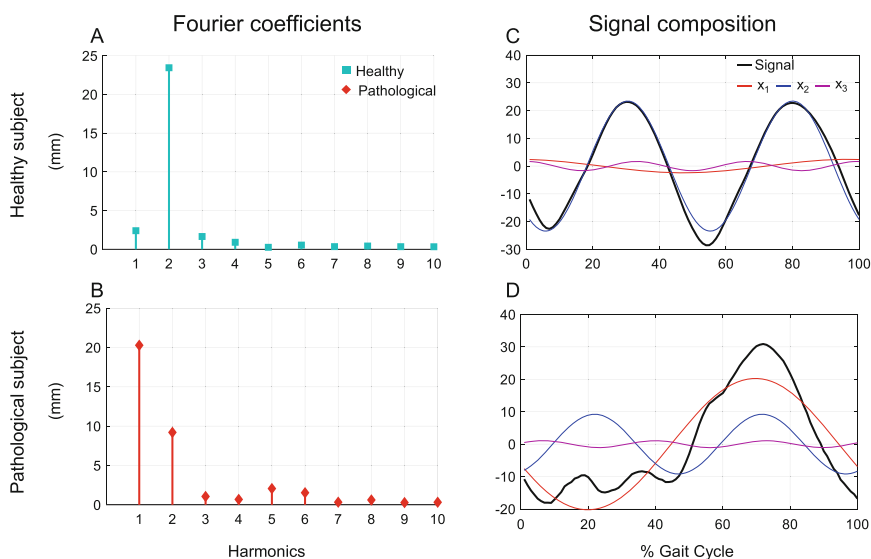 Fourier coefficients
Signal composition
Healthy subject
(mm)
A
25
20
15
10
5
0
1 2 3 4 5 6 7 8 9 10
Healthy
Pathological
C
40
30
20
10
0
-10
-20
-30
0 20 40 60 80 100
Signal
x1 x2 x3
Pathological subject
(mm)
B
25
20
15
10
5
0
1 2 3 4 5 6 7 8 9 10
Harmonics
D
40
30
20
10
0
-10
-20
0 20 40 60 80 100
% Gait Cycle